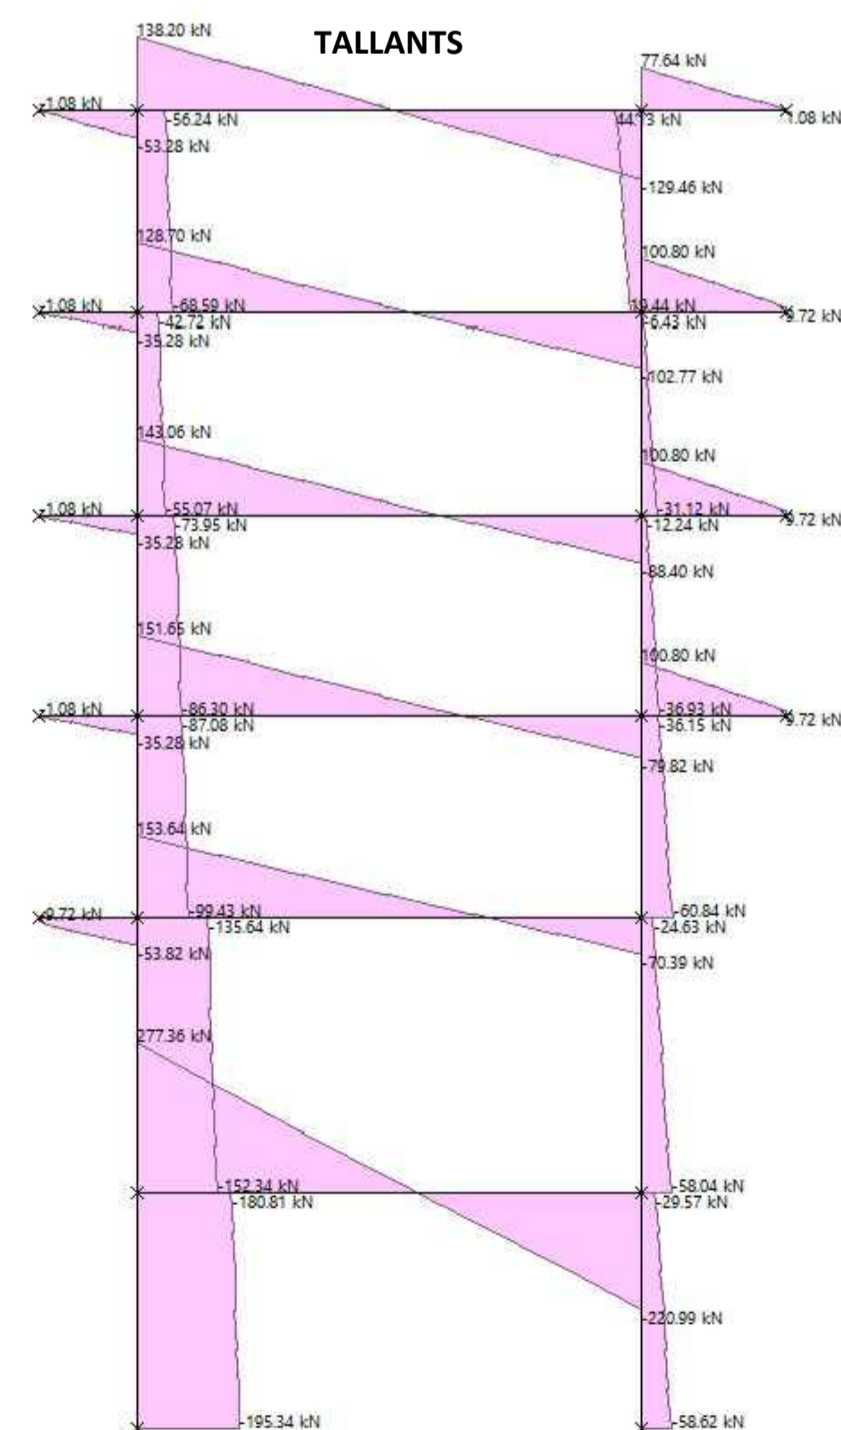 TALLANTS
138.20 kN
77.64 kN
-1.08 kN
-56.24 kN
1.08 kN
-53.28 kN
-129.46 kN
128.70 kN
100.80 kN
-1.08 kN
-68.59 kN
19.44 kN
-42.72 kN
-6.43 kN
9.72 kN
-35.28 kN
-102.77 kN
143.06 kN
100.80 kN
-1.08 kN
-55.07 kN
-31.12 kN
-73.95 kN
-12.24 kN
9.72 kN
-35.28 kN
-88.40 kN
151.65 kN
100.80 kN
-1.08 kN
-86.30 kN
-36.93 kN
-87.08 kN
-36.15 kN
9.72 kN
-35.28 kN
-79.82 kN
153.64 kN
-9.72 kN
-99.43 kN
-60.84 kN
-135.64 kN
-24.63 kN
-53.82 kN
-70.39 kN
277.36 kN
-152.34 kN
-58.04 kN
-180.81 kN
-29.57 kN
-220.99 kN
-195.34 kN
-58.62 kN